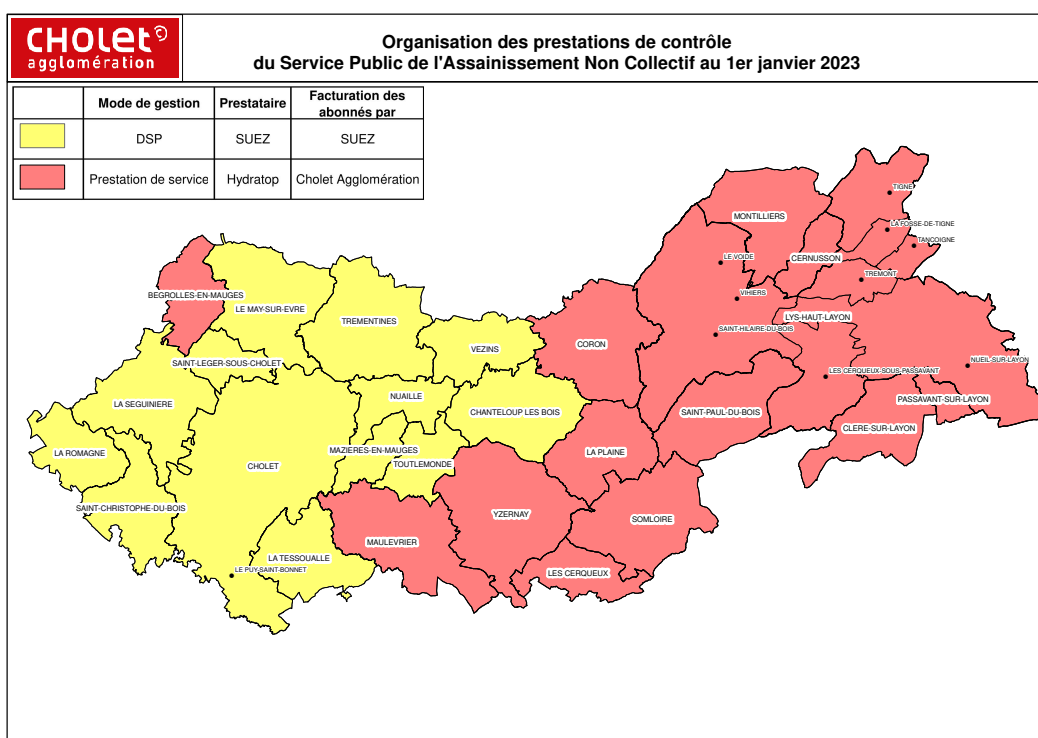 CHOLET
agglomération
Organisation des prestations de contrôle
du Service Public de l'Assainissement Non Collectif au 1er janvier 2023
Mode de gestion Prestataire Facturation des abonnés par
DSP SUEZ SUEZ
Prestation de service Hydratop Cholet Agglomération
TIGNE
MONTILLIERS
LA FOSSE-DE-TIGNE
TANCOIGNE
CERNUSSON
LE VOIDE
TREMONT
BEGROLLES-EN-MAUGES
VIHIERS
LE MAY-SUR-EVRE
LYS-HAUT-LAYON
TREMENTINES
SAINT-HILAIRE-DU-BOIS
CORON
VEZINS
NUEIL-SUR-LAYON
SAINT-LEGER-SOUS-CHOLET
LES CERQUEUX-SOUS-PASSAVANT
NUAILLE
PASSAVANT-SUR-LAYON
LA SEGUINIERE
CHANTELOUP LES BOIS
SAINT-PAUL-DU-BOIS
CLERE-SUR-LAYON
MAZIERES-EN-MAUGES
LA PLAINE
LA ROMAGNE
TOUTLEMONDE
CHOLET
SAINT-CHRISTOPHE-DU-BOIS
YZERNAY
SOMLOIRE
MAULEVRIER
LA TESSOUALLE
LE PUY-SAINT-BONNET
LES CERQUEUX